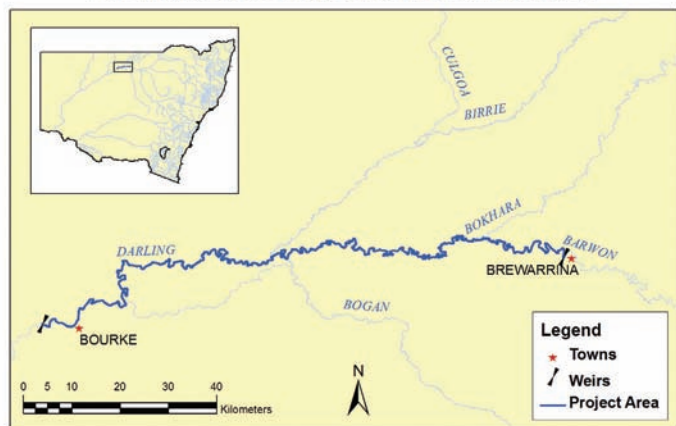 CULGOA
BIRRIE
BOKHARA
DARLING
BARWON
BREWARRINA
BOGAN
BOURKE
N
Legend
Towns
Weirs
Project Area
0 5 10 20 30 40
Kilometers